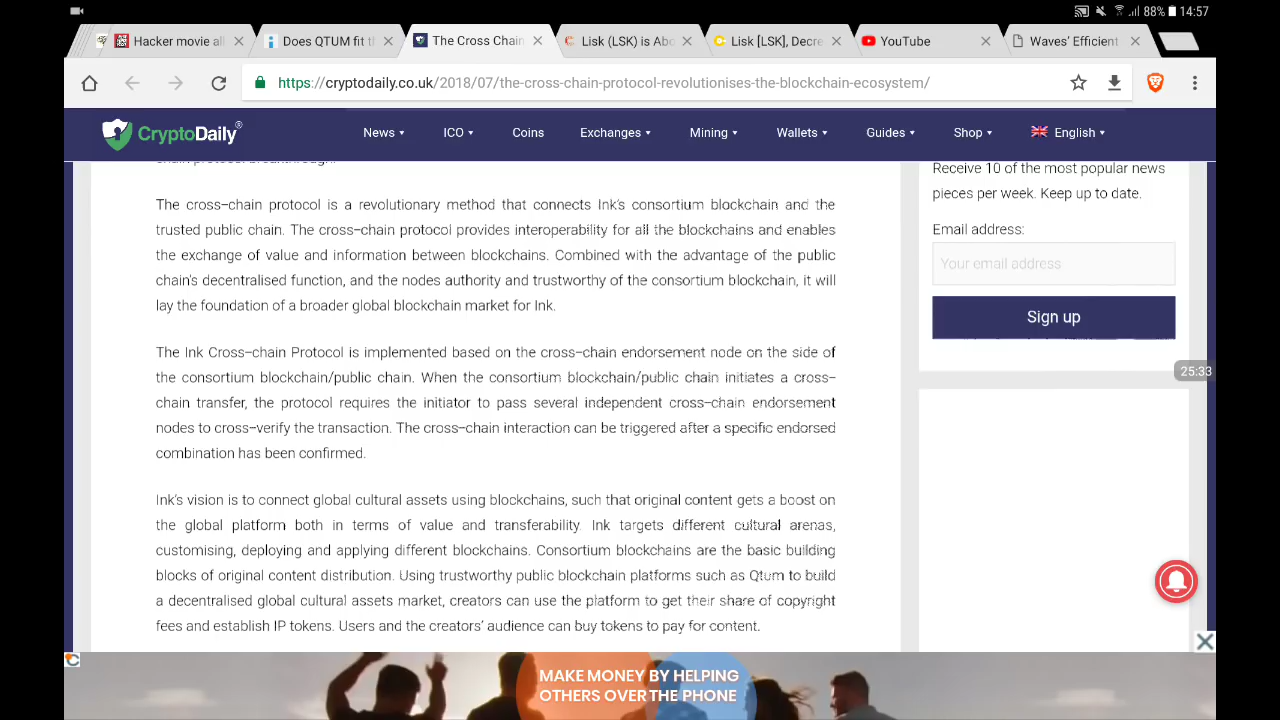 88% 14:57
Hacker movie al
Does QTUM fit th
The Cross Chain
Lisk (LSK) is Abo
Lisk [LSK], Decre
YouTube
Waves' Efficient
https://cryptodaily.co.uk/2018/07/the-cross-chain-protocol-revolutionises-the-blockchain-ecosystem/
CryptoDaily®
News
ICO
Coins
Exchanges
Mining
Wallets
Guides
Shop
English
chain protocol breakthrough.
The cross-chain protocol is a revolutionary method that connects Ink's consortium blockchain and the
trusted public chain. The cross-chain protocol provides interoperability for all the blockchains and enables
the exchange of value and information between blockchains. Combined with the advantage of the public
chain's decentralised function, and the nodes authority and trustworthy of the consortium blockchain, it will
lay the foundation of a broader global blockchain market for Ink.
The Ink Cross-chain Protocol is implemented based on the cross-chain endorsement node on the side of
the consortium blockchain/public chain. When the consortium blockchain/public chain initiates a cross-
chain transfer, the protocol requires the initiator to pass several independent cross-chain endorsement
nodes to cross-verify the transaction. The cross-chain interaction can be triggered after a specific endorsed
combination has been confirmed.
Ink's vision is to connect global cultural assets using blockchains, such that original content gets a boost on
the global platform both in terms of value and transferability. Ink targets different cultural arenas,
customising, deploying and applying different blockchains. Consortium blockchains are the basic building
blocks of original content distribution. Using trustworthy public blockchain platforms such as Qtum to build
a decentralised global cultural assets market, creators can use the platform to get their share of copyright
fees and establish IP tokens. Users and the creators' audience can buy tokens to pay for content.
Receive 10 of the most popular news
pieces per week. Keep up to date.
Email address:
Your email address
Sign up
25:33
MAKE MONEY BY HELPING
OTHERS OVER THE PHONE